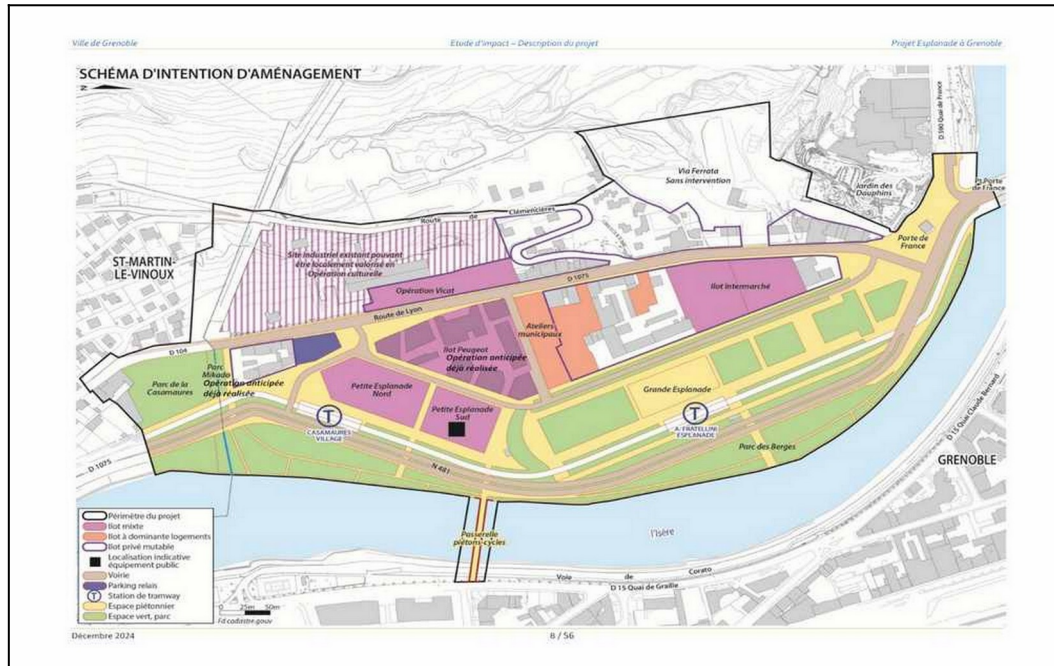 Ville de Grenoble
Etude d'impact – Description du projet
Projet Esplanade à Grenoble
SCHÉMA D'INTENTION D'AMÉNAGEMENT
N
D 590 Quai de France
Via Ferrata
Sans intervention
Jardin des
Dauphins
Pt Porte
de France
Route de Clémencières
Porte de
France
ST-MARTIN-
LE-VINOUX
Site industriel existant pouvant
être localement valorisé en
Opération culturelle
Opération Vicat
D 1075
Ilot Intermarché
Route de Lyon
Ateliers
municipaux
Ilot Peugeot
Opération anticipée
déjà réalisée
D 104
Parc
Mikado
Opération anticipée
déjà réalisée
Parc de la
Casamaures
Petite Esplanade
Nord
Grande Esplanade
Petite Esplanade
Sud
T
CASAMAURES
VILLAGE
T
A. FRATELLINI
ESPLANADE
Parc des Berges
D 15 Quai Claude Bernard
GRENOBLE
D 1075
N 481
l'Isère
Passerelle
piétons-cycles
Voie de Corato
D 15 Quai de Graille
Périmètre du projet
Ilot mixte
Ilot à dominante logements
Ilot privé mutable
Localisation indicative
équipement public
Voirie
Parking relais
T Station de tramway
Espace piétonnier
Espace vert, parc
0 25m 50m
Fd cadastre.gouv
Décembre 2024
8 / 56